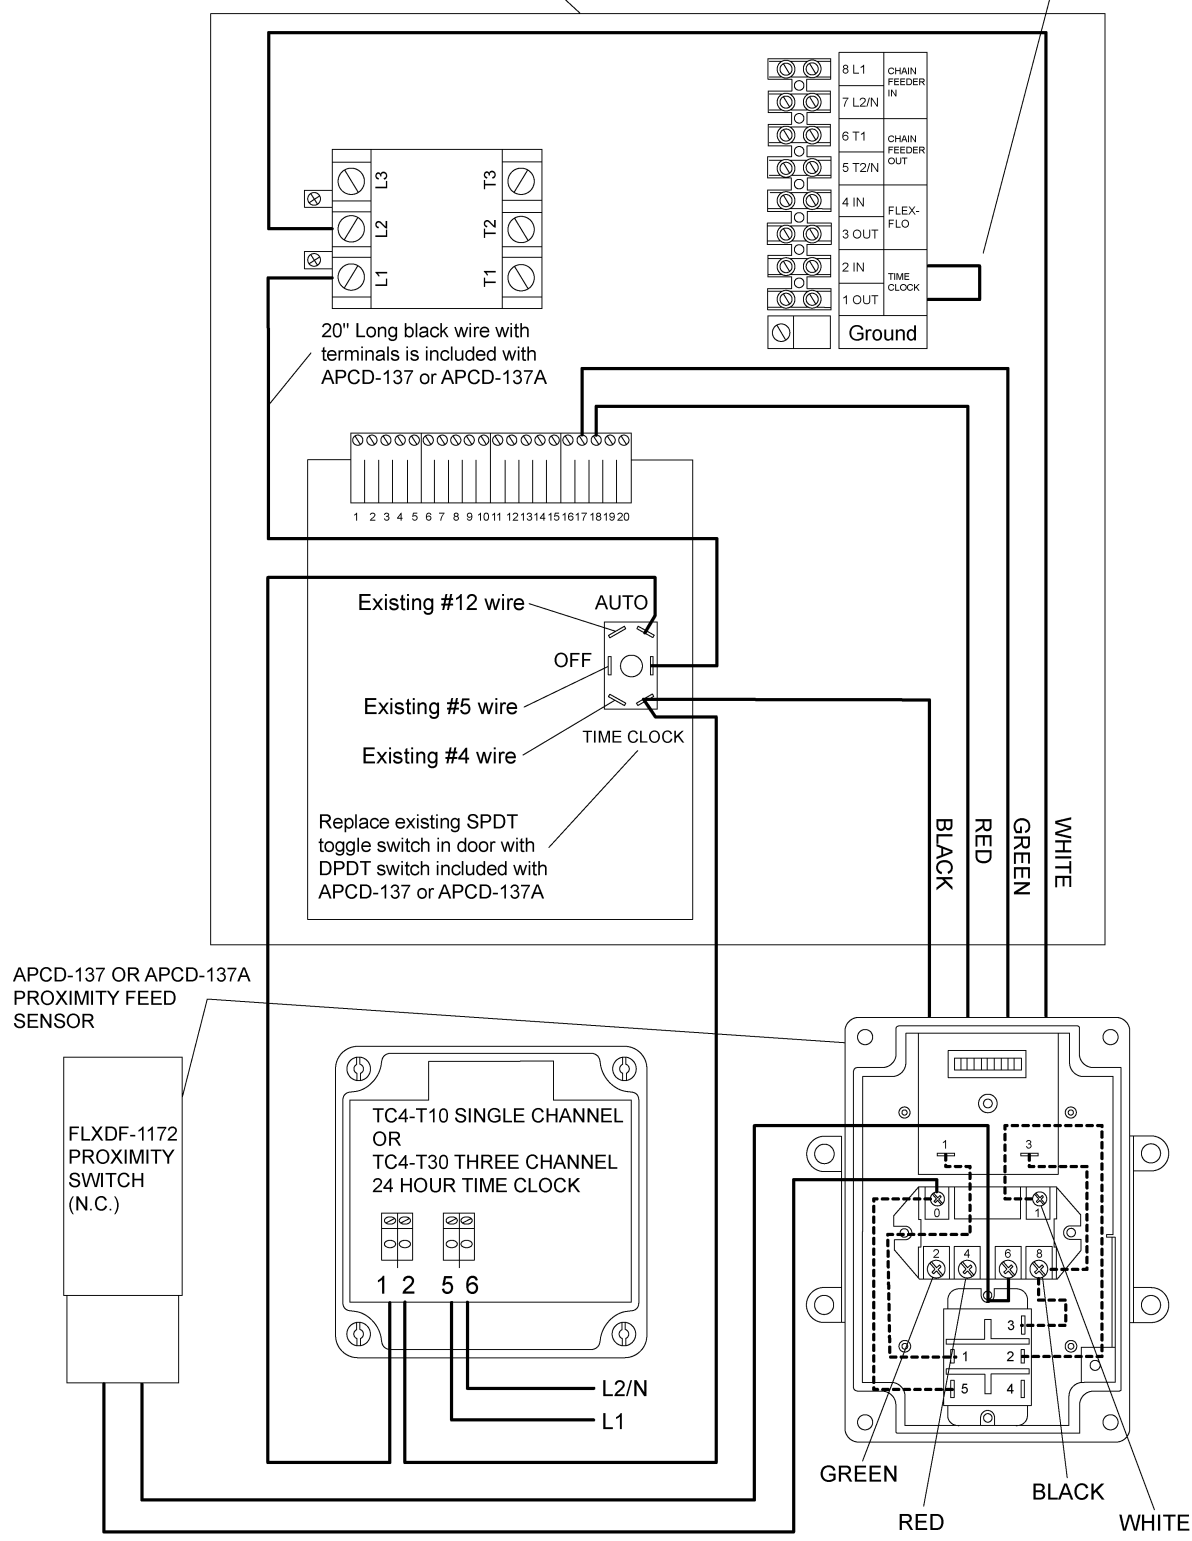 8 L1
CHAIN
FEEDER
IN
7 L2/N
6 T1
CHAIN
FEEDER
OUT
5 T2/N
4 IN
FLEX-
FLO
3 OUT
2 IN
TIME
CLOCK
1 OUT
Ground
L3
T3
L2
T2
L1
T1
20" Long black wire with
terminals is included with
APCD-137 or APCD-137A
1 2 3 4 5 6 7 8 9 10 11 12 13 14 15 16 17 18 19 20
Existing #12 wire
AUTO
OFF
Existing #5 wire
Existing #4 wire
TIME CLOCK
Replace existing SPDT
toggle switch in door with
DPDT switch included with
APCD-137 or APCD-137A
BLACK
RED
GREEN
WHITE
APCD-137 OR APCD-137A
PROXIMITY FEED
SENSOR
FLXDF-1172
PROXIMITY
SWITCH
(N.C.)
TC4-T10 SINGLE CHANNEL
OR
TC4-T30 THREE CHANNEL
24 HOUR TIME CLOCK
1 2 5 6
L2/N
L1
1 3
0 1
2 4 6 8
3
1 2
5 4
GREEN
RED
BLACK
WHITE